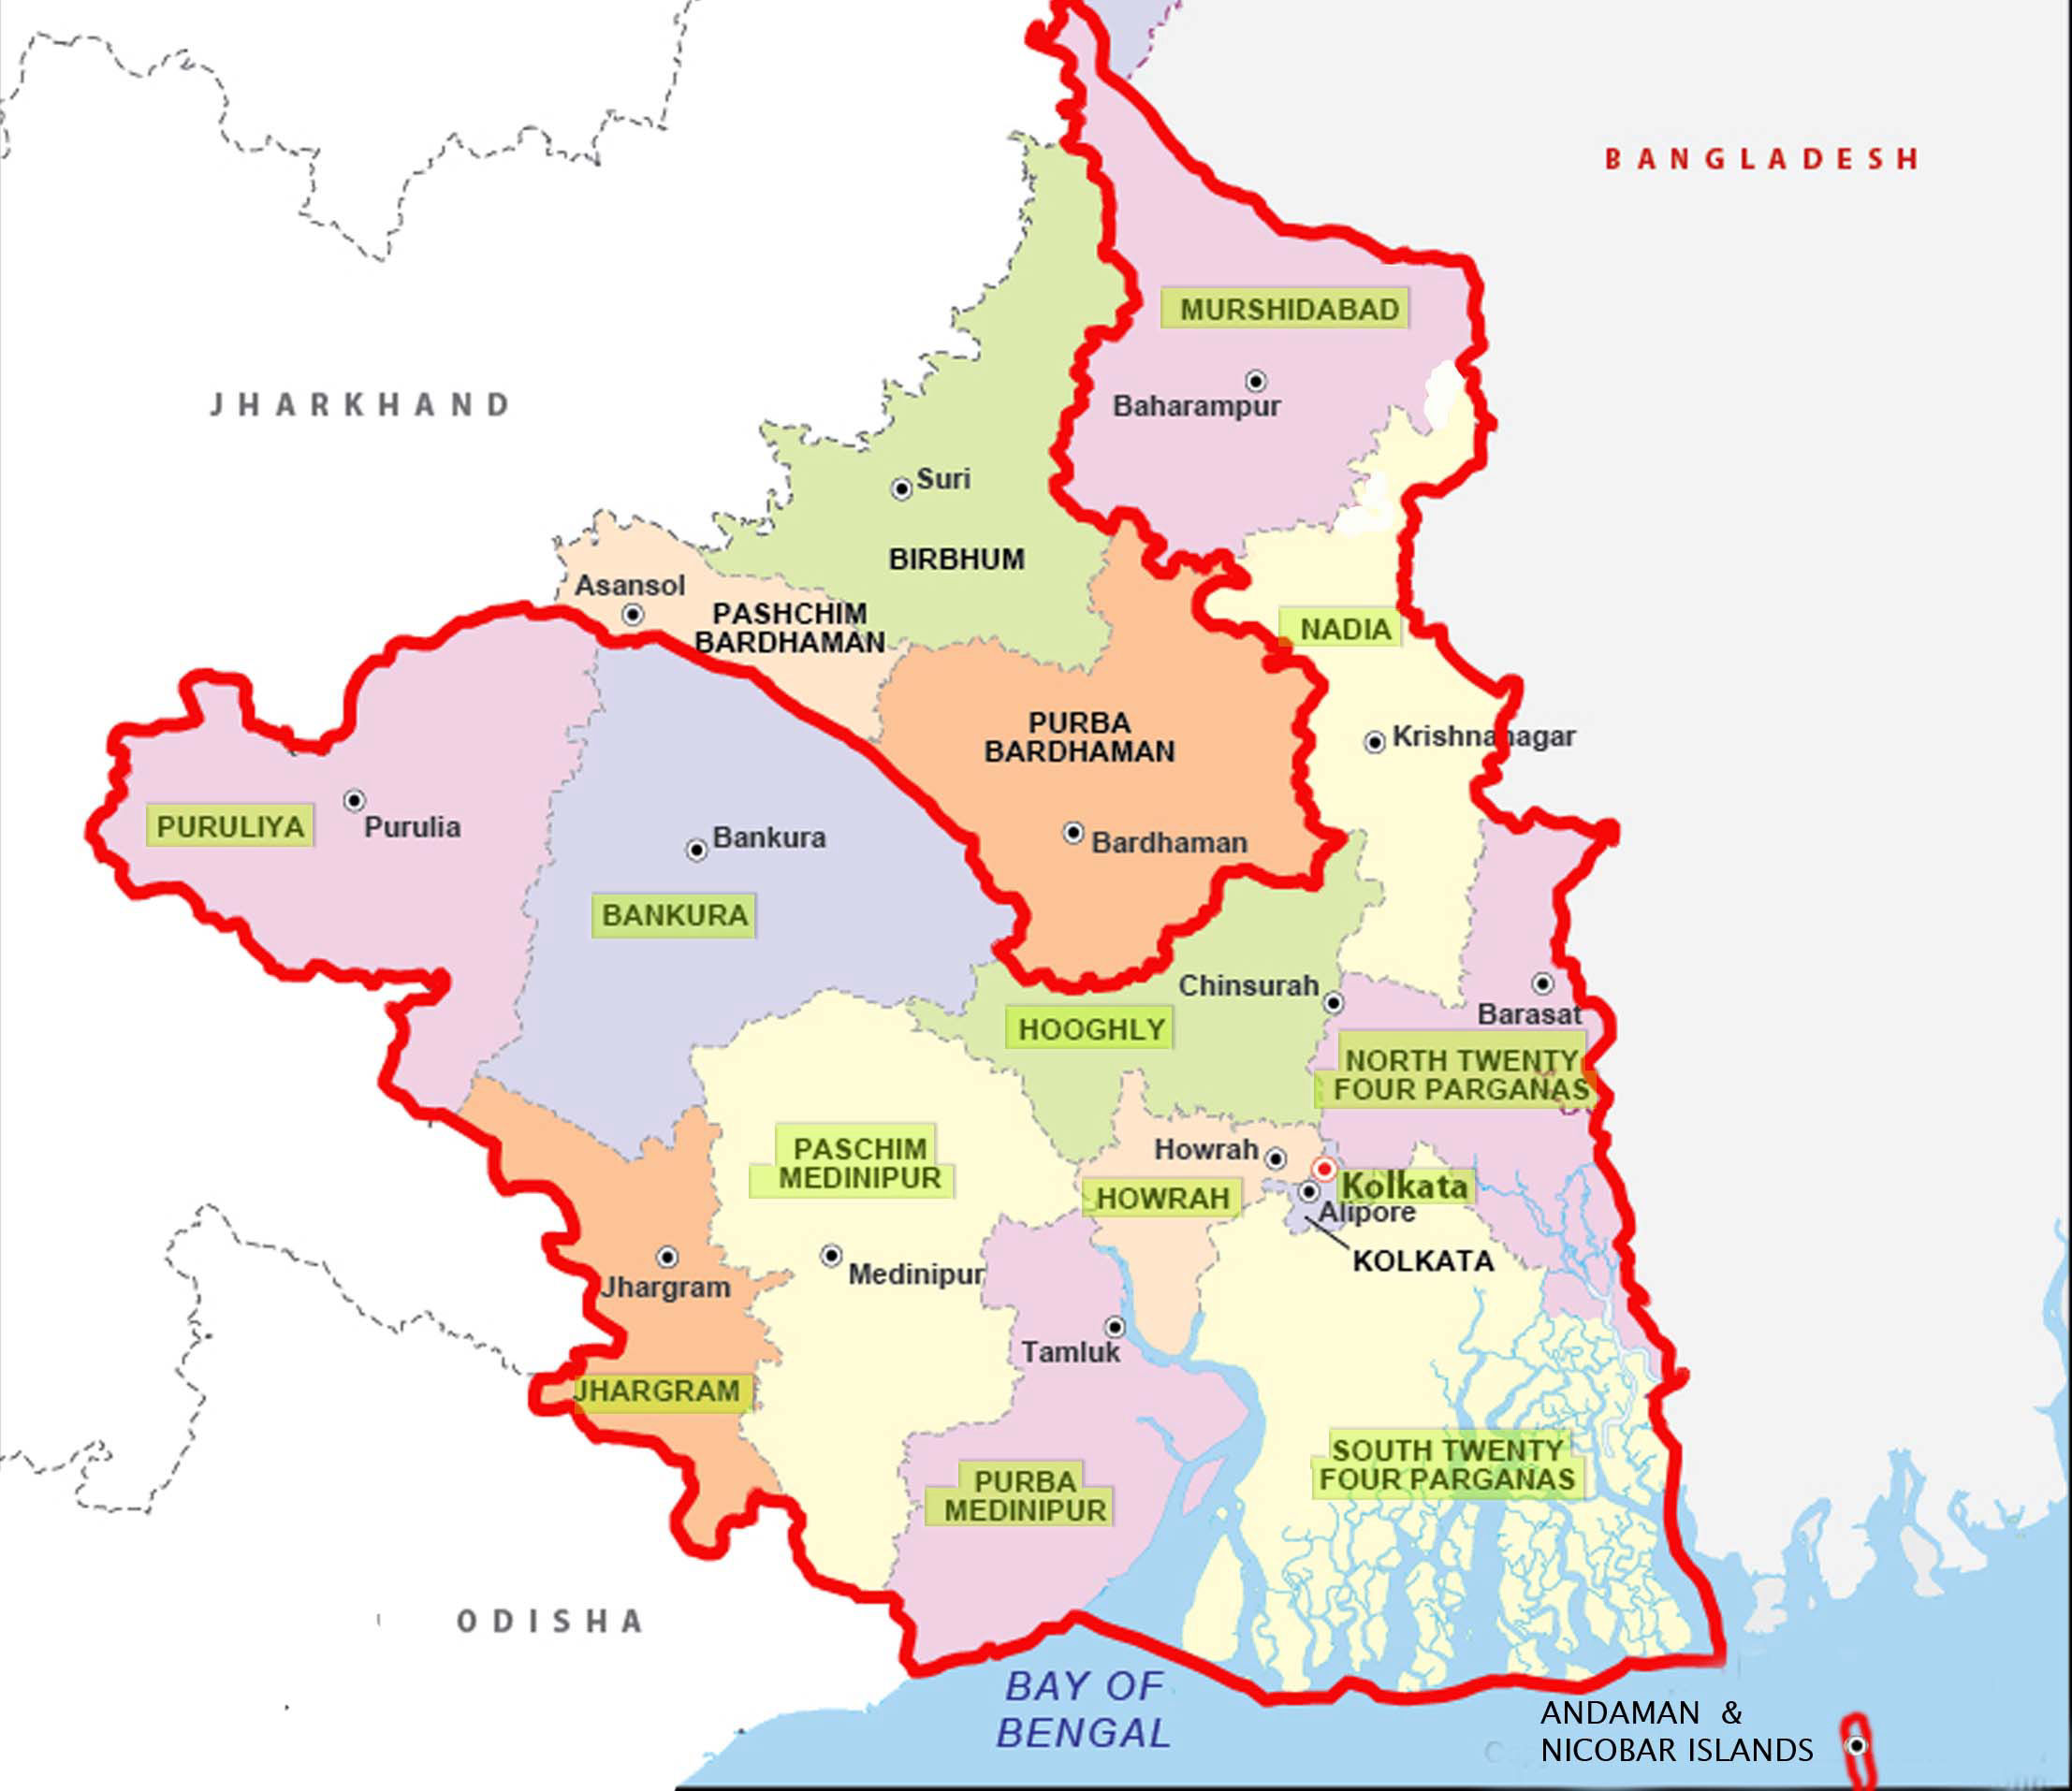 BANGLADESH
MURSHIDABAD
Baharampur
JHARKHAND
Suri
BIRBHUM
Asansol
PASHCHIM
BARDHAMAN
NADIA
PURBA
BARDHAMAN
Krishnanagar
Bardhaman
PURULIYA
Purulia
Bankura
BANKURA
Chinsurah
HOOGHLY
Barasat
NORTH TWENTY
FOUR PARGANAS
PASCHIM
MEDINIPUR
Howrah
HOWRAH
Kolkata
Alipore
KOLKATA
Jhargram
Medinipur
Tamluk
JHARGRAM
SOUTH TWENTY
FOUR PARGANAS
PURBA
MEDINIPUR
ODISHA
BAY OF
BENGAL
ANDAMAN &
NICOBAR ISLANDS